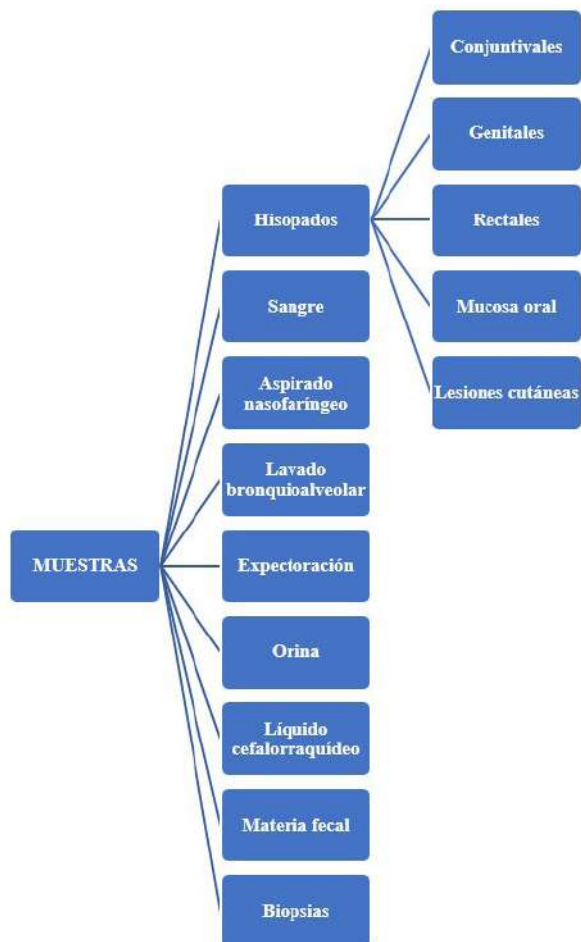 MUESTRAS
Hisopados
Sangre
Aspirado
nasofaríngeo
Lavado
bronquioalveolar
Expectoración
Orina
Líquido
cefalorraquídeo
Materia fecal
Biopsias
Conjuntivales
Genitales
Rectales
Mucosa oral
Lesiones cutáneas